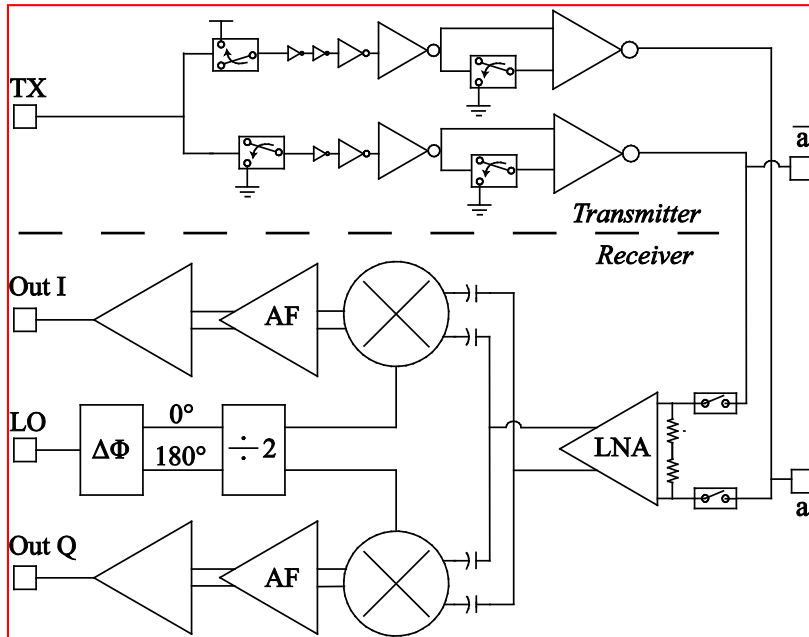 TX
a̅
Transmitter
Receiver
Out I
AF
LO
0°
ΔΦ
180°
÷2
LNA
a
Out Q
AF